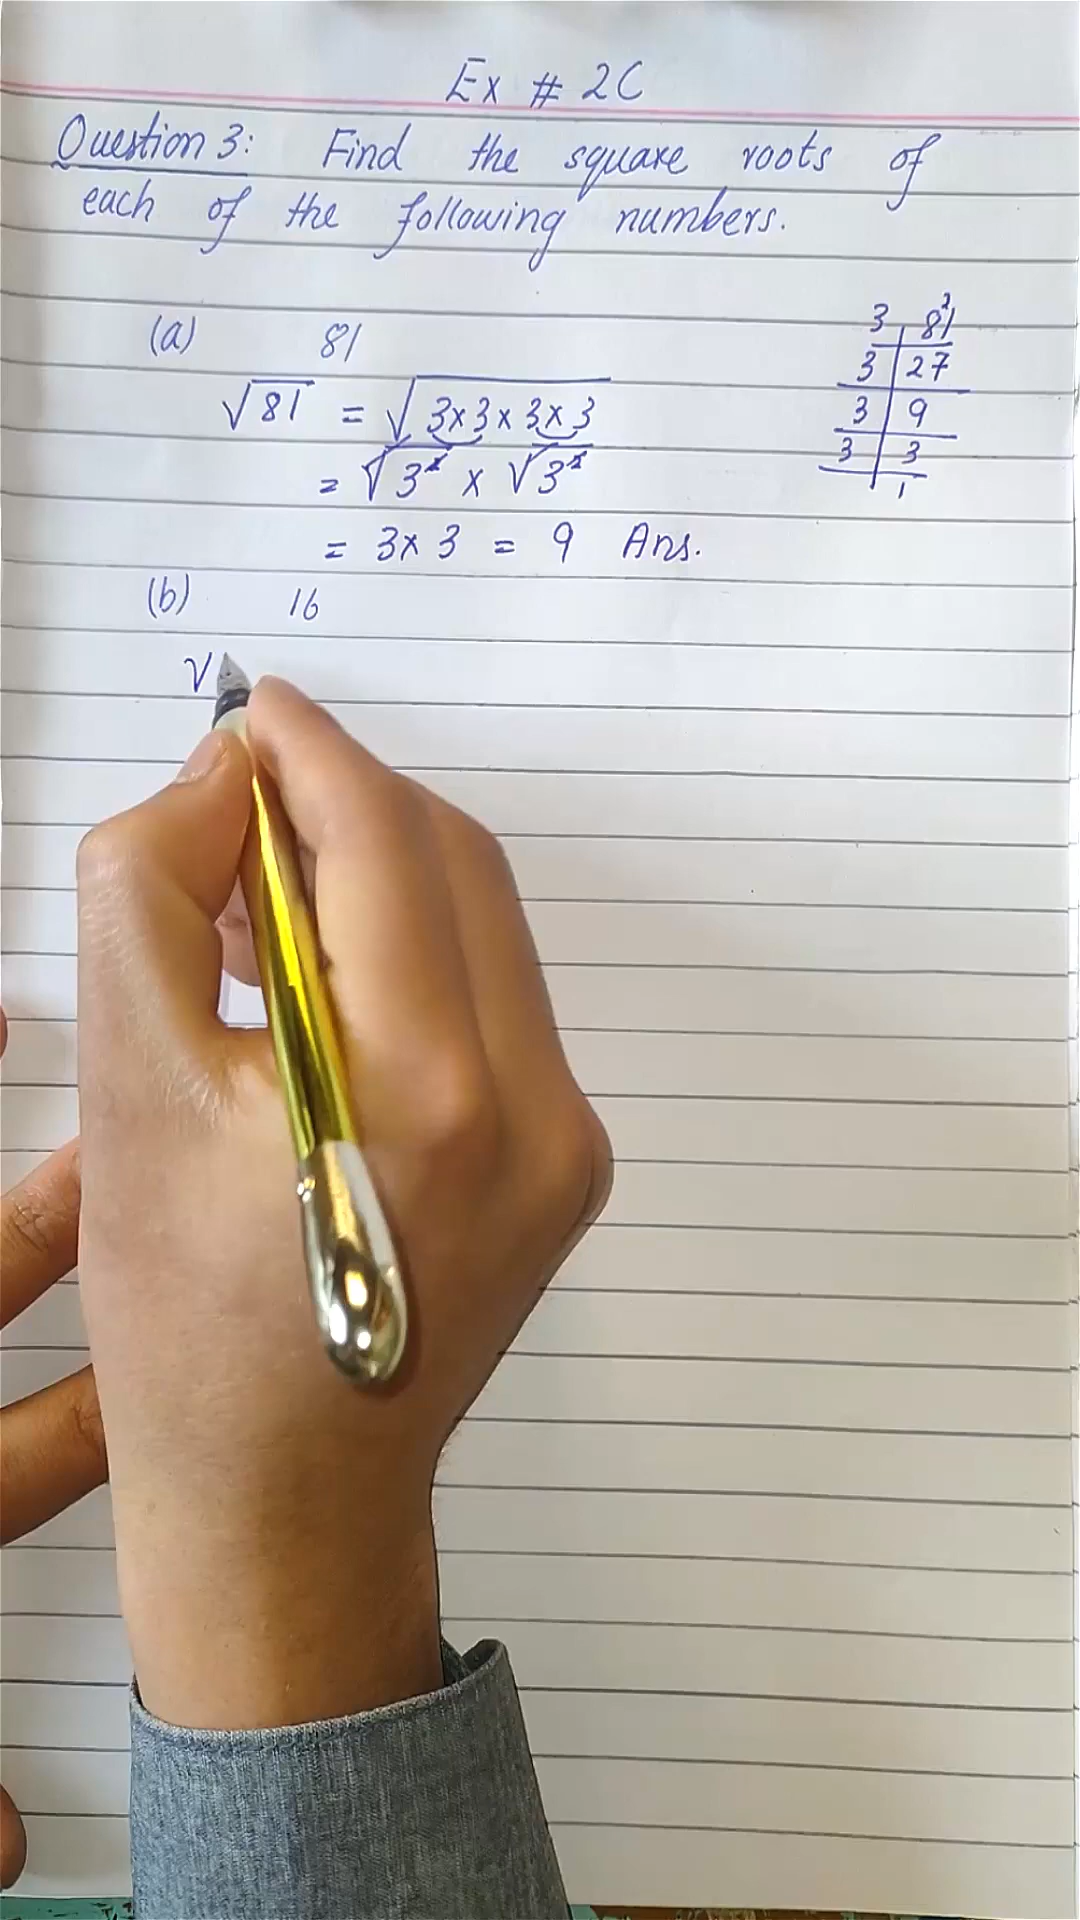 Ex # 2C
Question 3: Find the square roots of
each of the following numbers.
(a) 81
√81 = √3×3×3×3
= √3² × √3²
= 3×3 = 9 Ans.
3 | 81
3 | 27
3 | 9
3 | 3
1
(b) 16
√